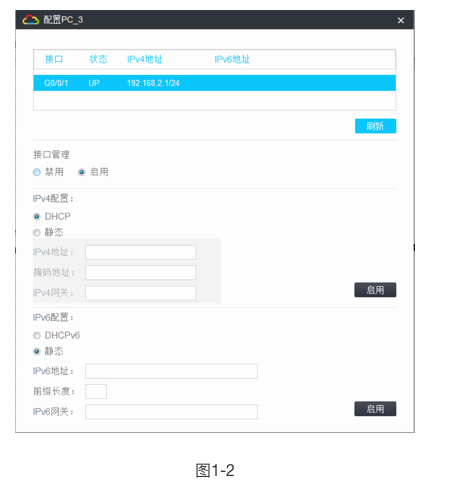 配置PC_3
接口 状态 IPv4地址 IPv6地址
G0/0/1 UP 192.168.2.1/24
刷新
接口管理
禁用 启用
IPv4配置：
DHCP
静态
IPv4地址：
掩码地址：
IPv4网关：
启用
IPv6配置：
DHCPv6
静态
IPv6地址：
前缀长度：
IPv6网关：
启用
图1-2